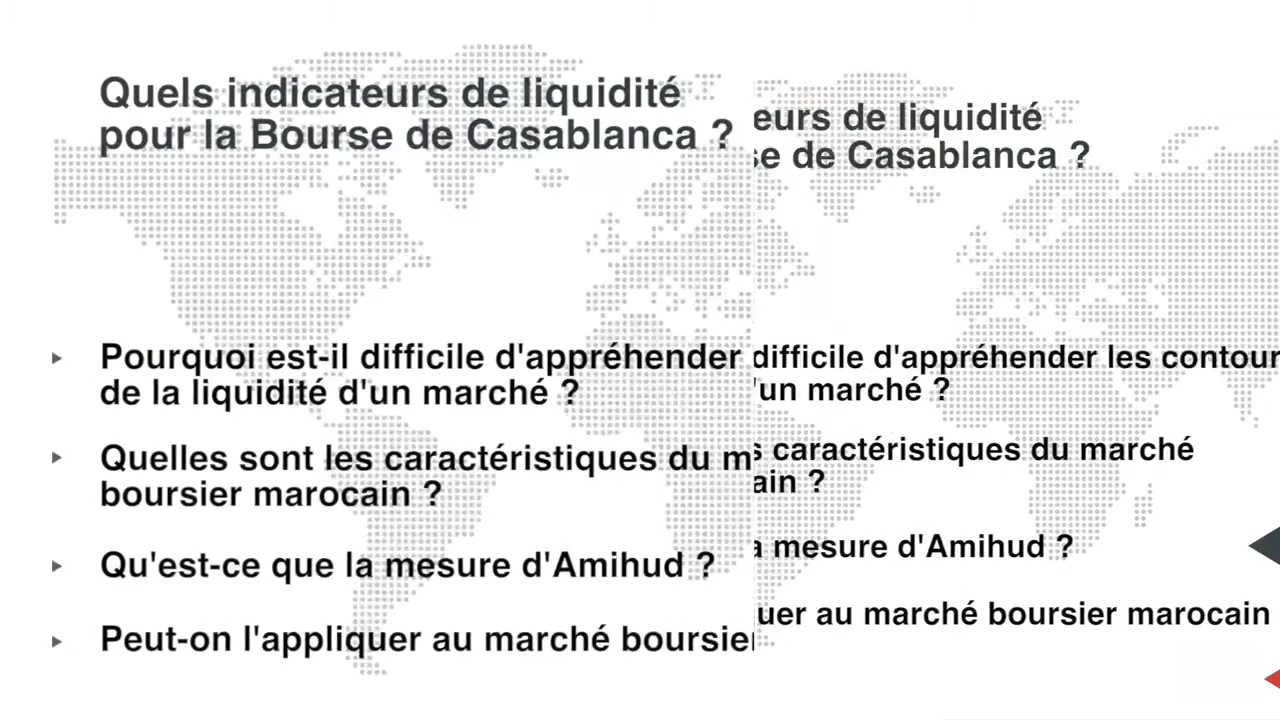 Quels indicateurs de liquidité
pour la Bourse de Casablanca ?
Pourquoi est-il difficile d'appréhender
de la liquidité d'un marché ?
Quelles sont les caractéristiques du m
boursier marocain ?
Qu'est-ce que la mesure d'Amihud ?
Peut-on l'appliquer au marché boursie
eurs de liquidité
se de Casablanca ?
difficile d'appréhender les contour
'un marché ?
s caractéristiques du marché
ain ?
a mesure d'Amihud ?
uer au marché boursier marocain